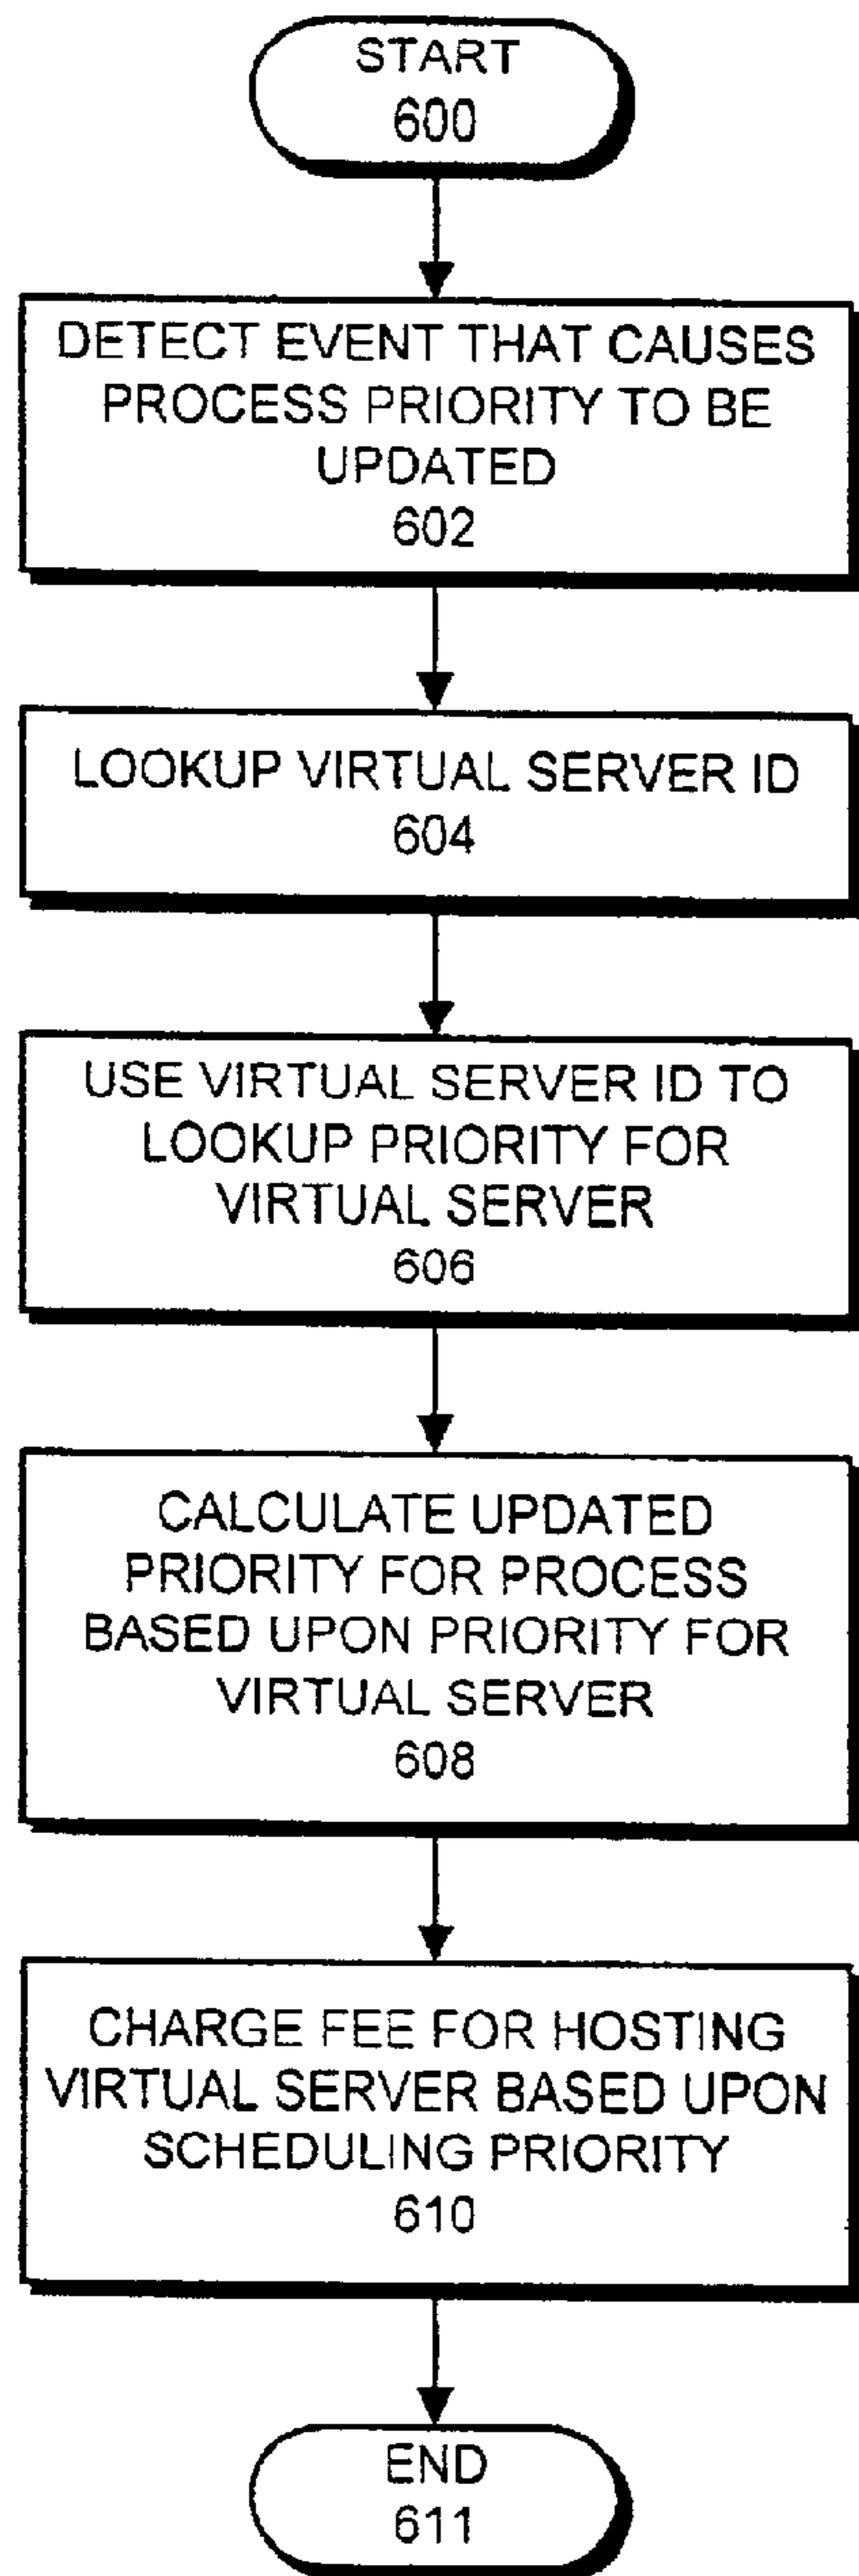 START
600
DETECT EVENT THAT CAUSES
PROCESS PRIORITY TO BE
UPDATED
602
LOOKUP VIRTUAL SERVER ID
604
USE VIRTUAL SERVER ID TO
LOOKUP PRIORITY FOR
VIRTUAL SERVER
606
CALCULATE UPDATED
PRIORITY FOR PROCESS
BASED UPON PRIORITY FOR
VIRTUAL SERVER
608
CHARGE FEE FOR HOSTING
VIRTUAL SERVER BASED UPON
SCHEDULING PRIORITY
610
END
611